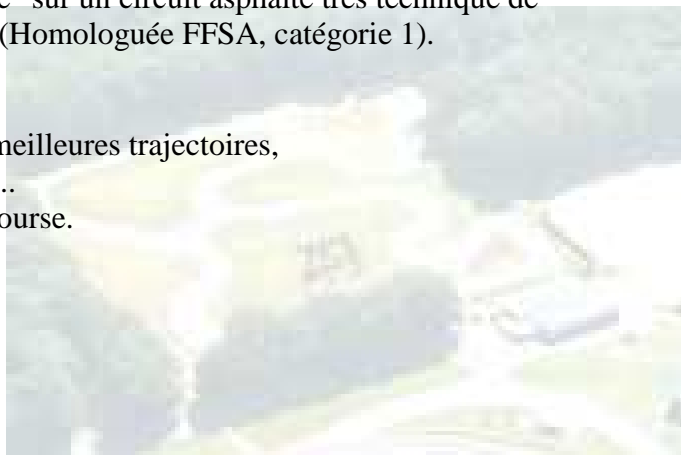 sur un circuit asphalte très technique de
(Homologuée FFSA, catégorie 1).
meilleures trajectoires,
..
ourse.